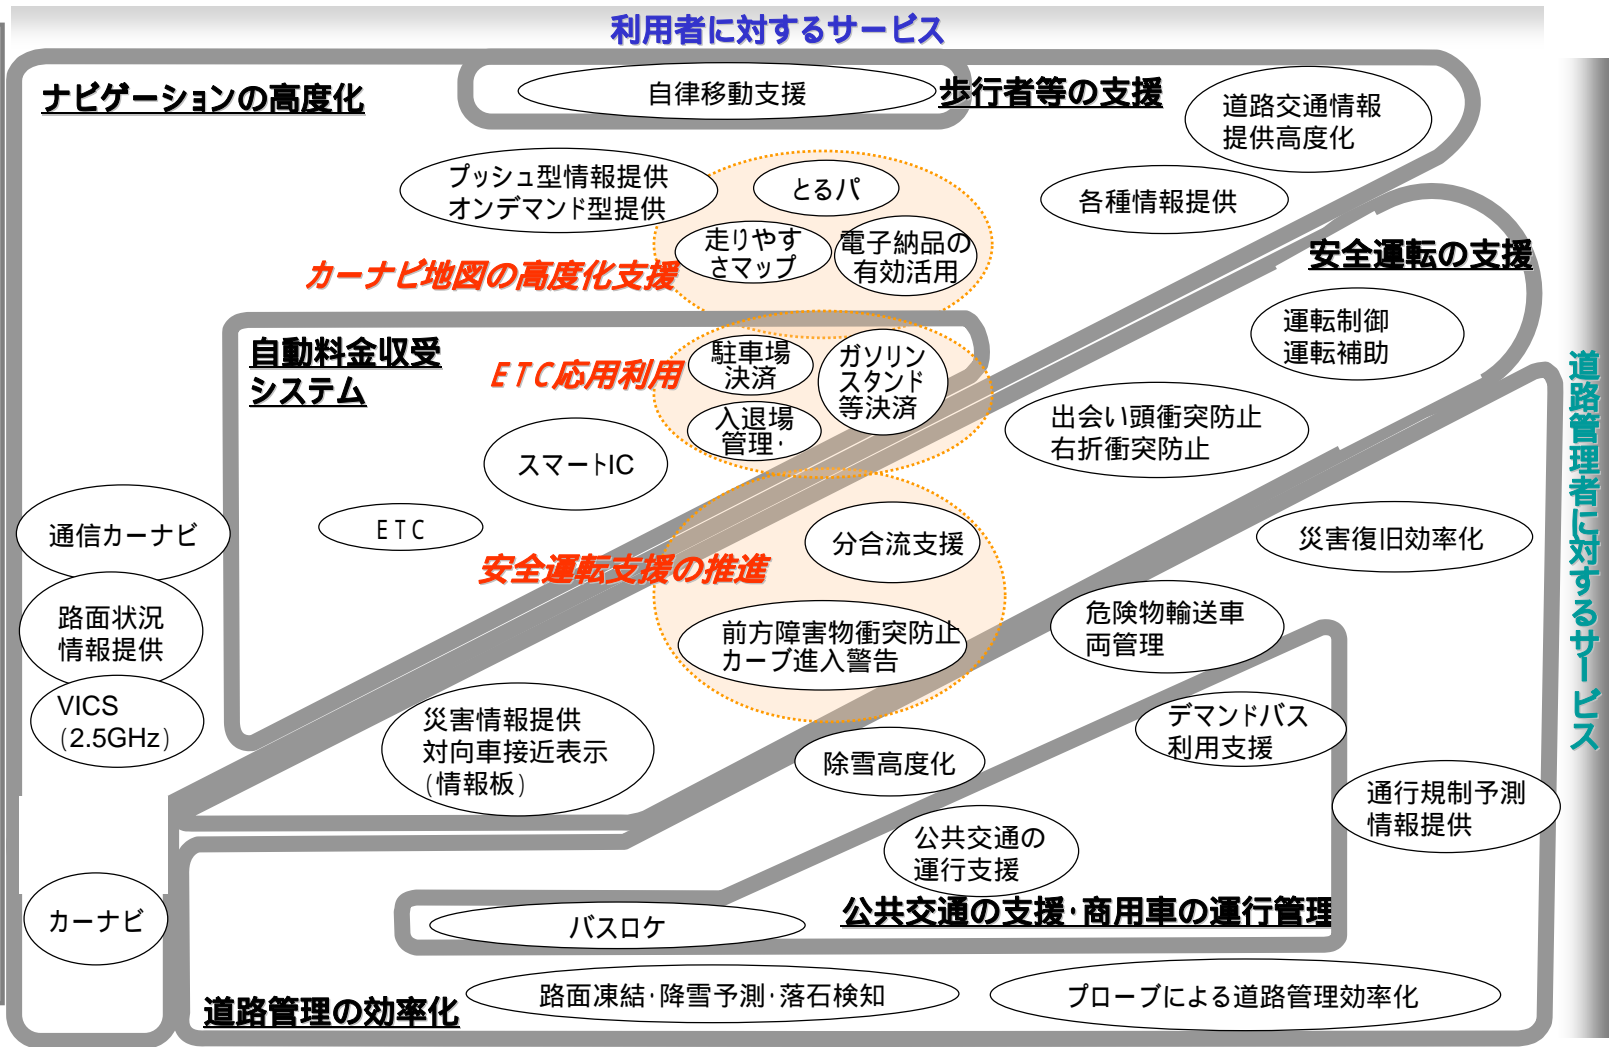 利用者に対するサービス
ナビゲーションの高度化
自律移動支援
歩行者等の支援
道路交通情報
提供高度化
プッシュ型情報提供
オンデマンド型提供
とるパ
各種情報提供
走りやす
さマップ
電子納品の
有効活用
カーナビ地図の高度化支援
安全運転の支援
運転制御
運転補助
自動料金収受
システム
ETC応用利用
駐車場
決済
ガソリン
スタンド
等決済
入退場
管理・
出会い頭衝突防止
右折衝突防止
スマートIC
ETC
通信カーナビ
分合流支援
災害復旧効率化
安全運転支援の推進
路面状況
情報提供
前方障害物衝突防止
カーブ進入警告
危険物輸送車
両管理
VICS
(2.5GHz)
災害情報提供
対向車接近表示
(情報板)
除雪高度化
デマンドバス
利用支援
通行規制予測
情報提供
公共交通の
運行支援
カーナビ
バスロケ
公共交通の支援・商用車の運行管理
道路管理の効率化
路面凍結・降雪予測・落石検知
プローブによる道路管理効率化
道路管理者に対するサービス